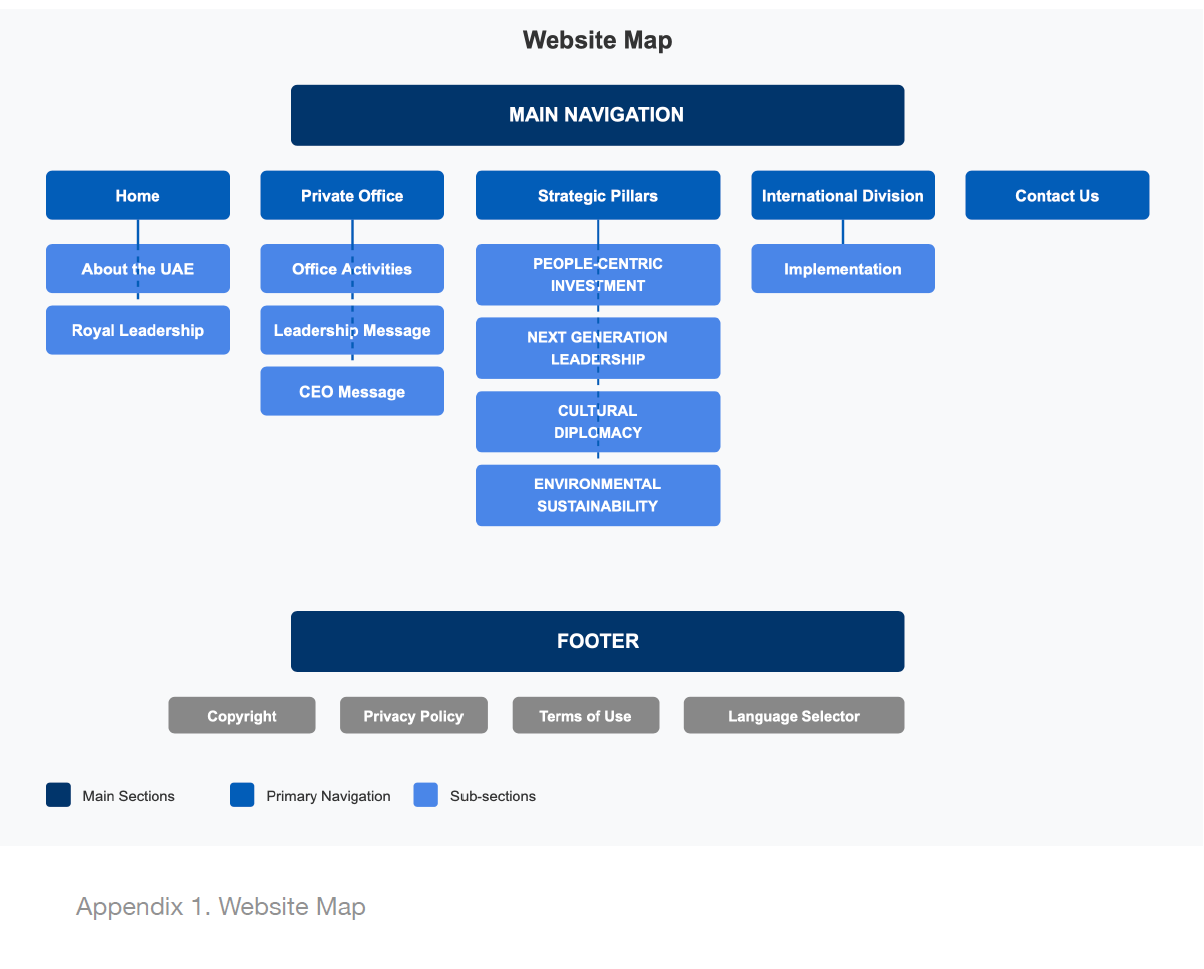 Website Map
MAIN NAVIGATION
Home
Private Office
Strategic Pillars
International Division
Contact Us
About the UAE
Royal Leadership
Office Activities
Leadership Message
CEO Message
PEOPLE-CENTRIC
INVESTMENT
NEXT GENERATION
LEADERSHIP
CULTURAL
DIPLOMACY
ENVIRONMENTAL
SUSTAINABILITY
Implementation
FOOTER
Copyright
Privacy Policy
Terms of Use
Language Selector
Main Sections
Primary Navigation
Sub-sections
Appendix 1. Website Map